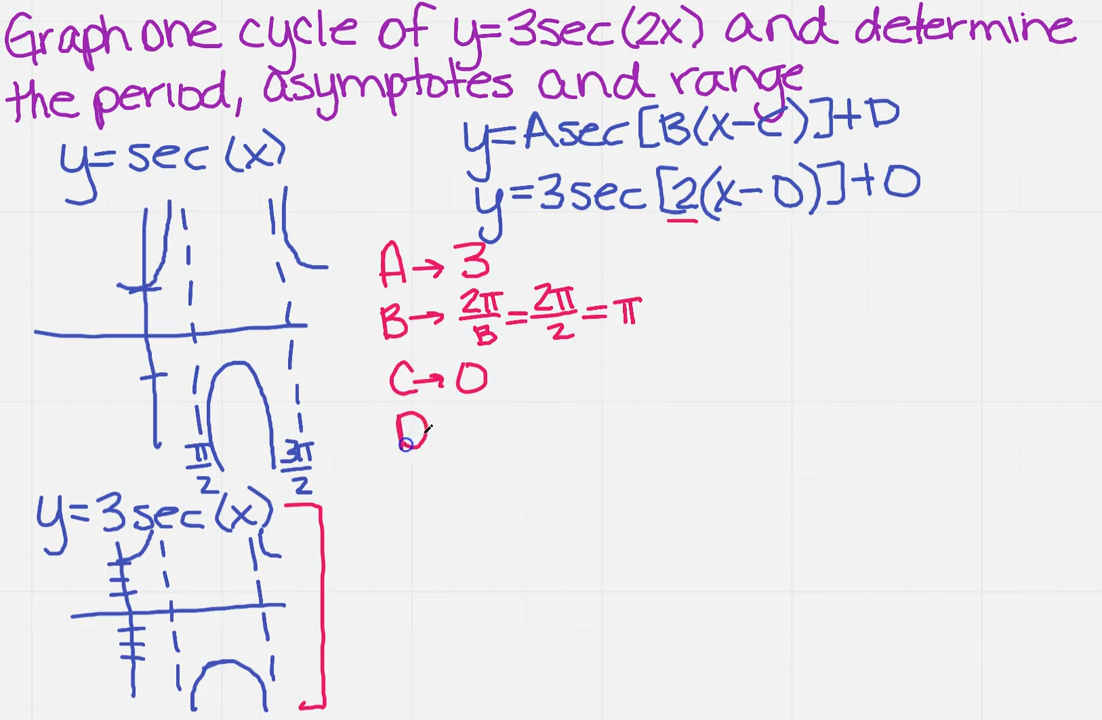 Graph one cycle of y=3sec(2x) and determine
the period, asymptotes and range
y=Asec[B(x-c)]+D
y=sec(x)
y=3sec[2(x-0)]+0
A→3
B→2π/B=2π/2=π
C→0
D
π/2 3π/2
y=3sec(x)